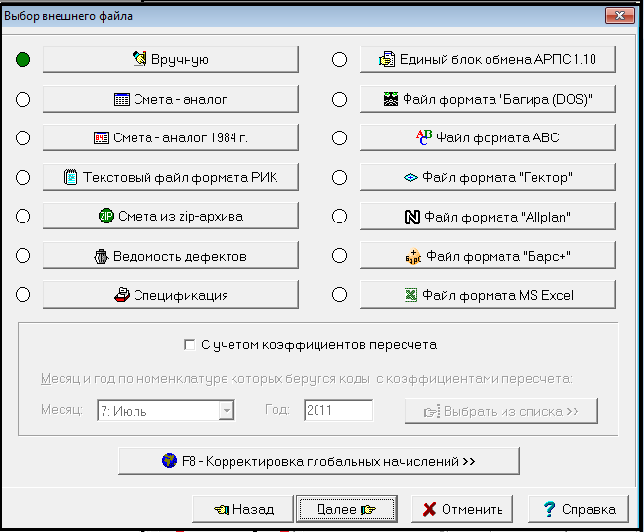 Выбор внешнего файла
Вручную
Единый блок обмена АРПС 1.10
Смета - аналог
Файл формата "Багира (DOS)"
Смета - аналог 1984 г.
Файл формата ABC
Текстовый файл формата РИК
Файл формата "Гектор"
Смета из zip-архива
Файл формата "Allplan"
Ведомость дефектов
Файл формата "Барс+"
Спецификация
Файл формата MS Excel
С учетом коэффициентов пересчета
Месяц и год по номенклатуре которых берутся коды с коэффициентами пересчета:
Месяц: 7: Июль Год: 2011 Выбрать из списка >>
F8 - Корректировка глобальных начислений >>
Назад Далее Отменить ? Справка